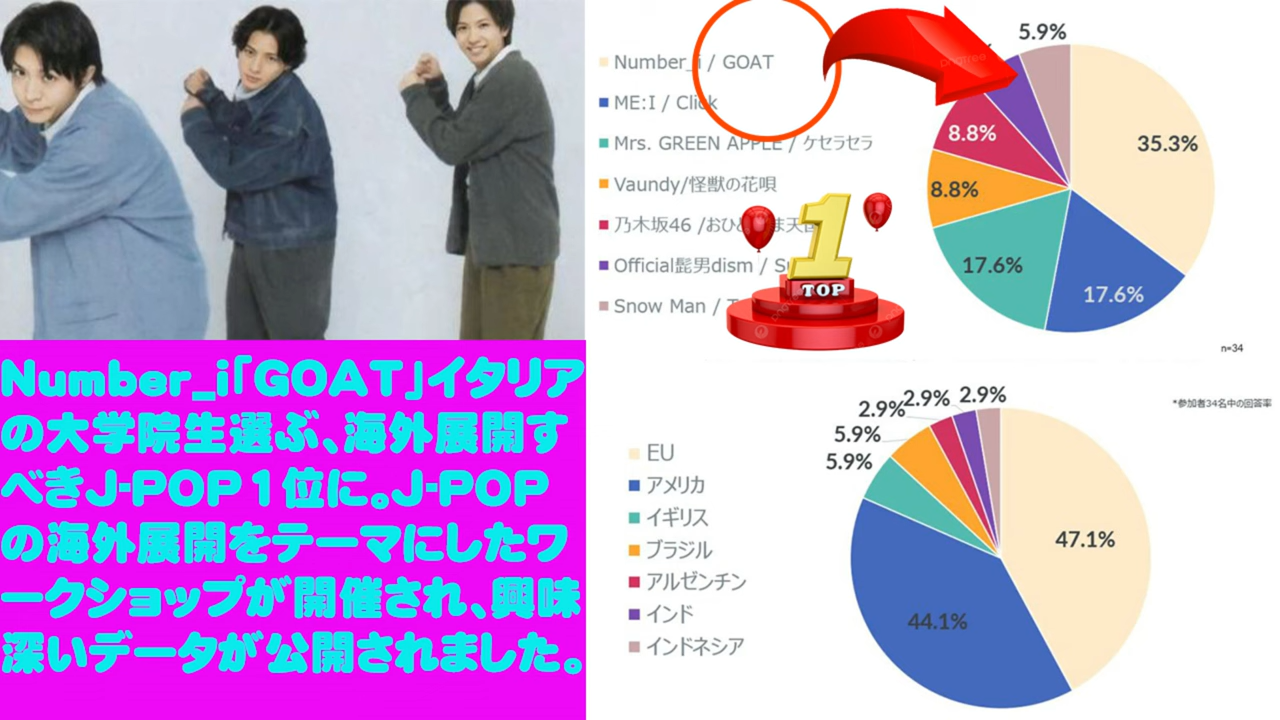 Number_i「GOAT」イタリア
の大学院生選ぶ、海外展開す
べきJ-POP１位に。J-POP
の海外展開をテーマにしたワ
ークショップが開催され、興味
深いデータが公開されました。
Number_i / GOAT
ME:I / Click
Mrs. GREEN APPLE / ケセラセラ
Vaundy/怪獣の花唄
乃木坂46 /おひ
Official髭男dism /
Snow Man /
5.9%
35.3%
8.8%
8.8%
17.6%
17.6%
TOP
1
n=34
*参加者34名中の回答率
EU
アメリカ
イギリス
ブラジル
アルゼンチン
インド
インドネシア
2.9%
2.9%
2.9%
5.9%
5.9%
47.1%
44.1%